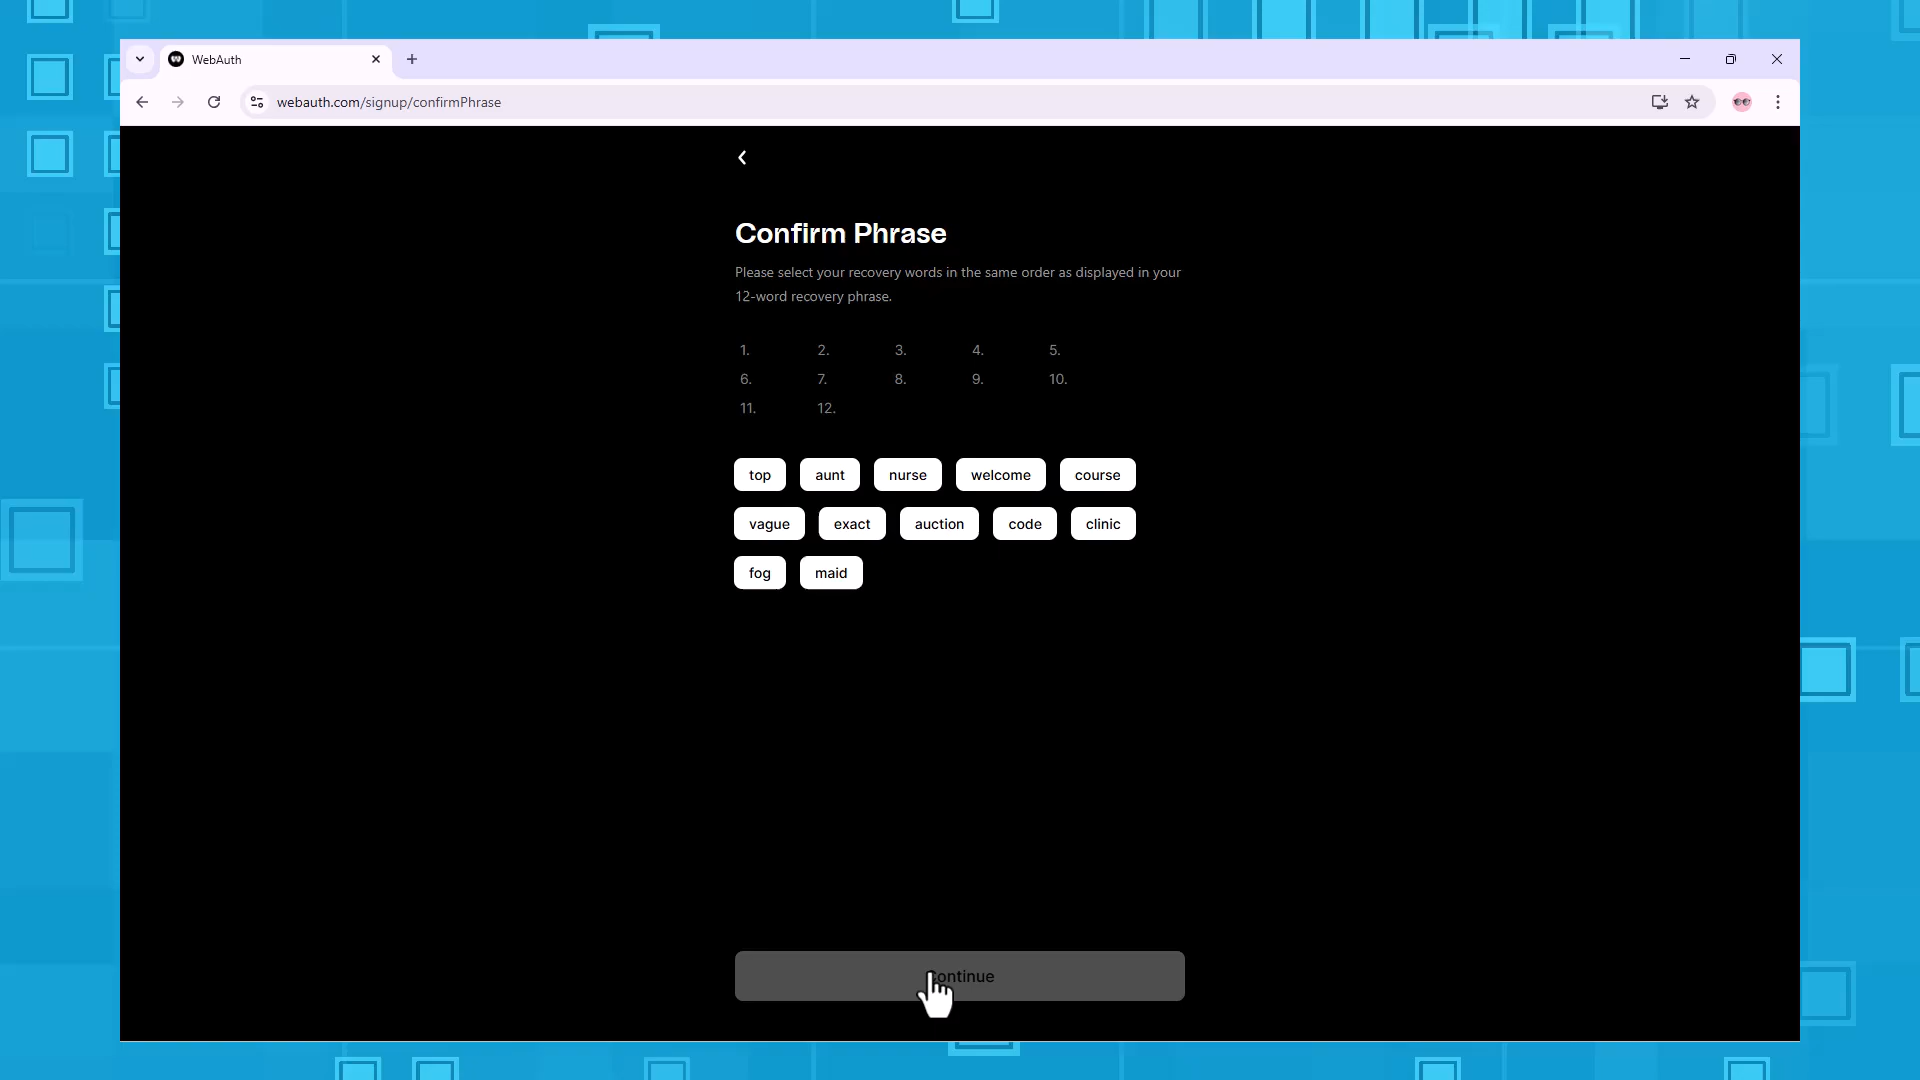 WebAuth
webauth.com/signup/confirmPhrase
Confirm Phrase
Please select your recovery words in the same order as displayed in your
12-word recovery phrase.
1. 2. 3. 4. 5.
6. 7. 8. 9. 10.
11. 12.
top aunt nurse welcome course
vague exact auction code clinic
fog maid
Continue